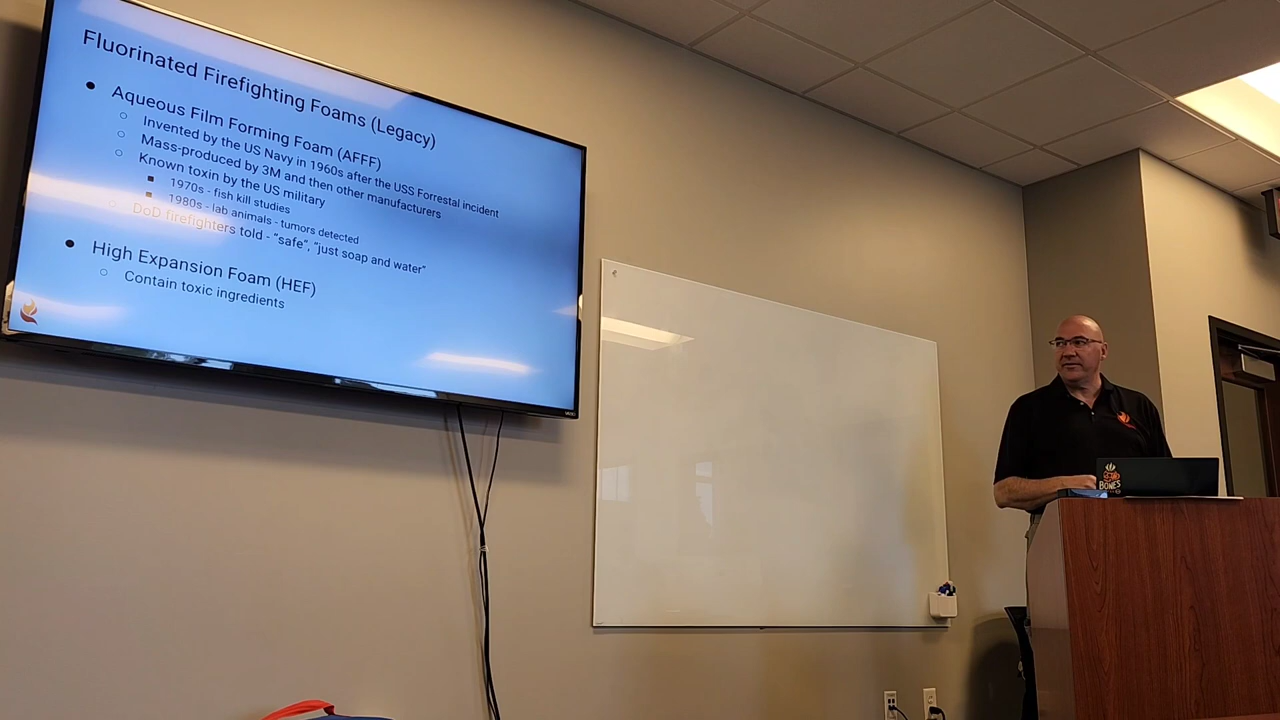 Fluorinated Firefighting Foams (Legacy)
Aqueous Film Forming Foam (AFFF)
Invented by the US Navy in 1960s after the USS Forrestal incident
Mass-produced by 3M and then other manufacturers
Known toxin by the US military
1970s - fish kill studies
1980s - lab animals - tumors detected
DoD firefighters told - "safe", "just soap and water"
High Expansion Foam (HEF)
Contain toxic ingredients
VIZIO
BONES